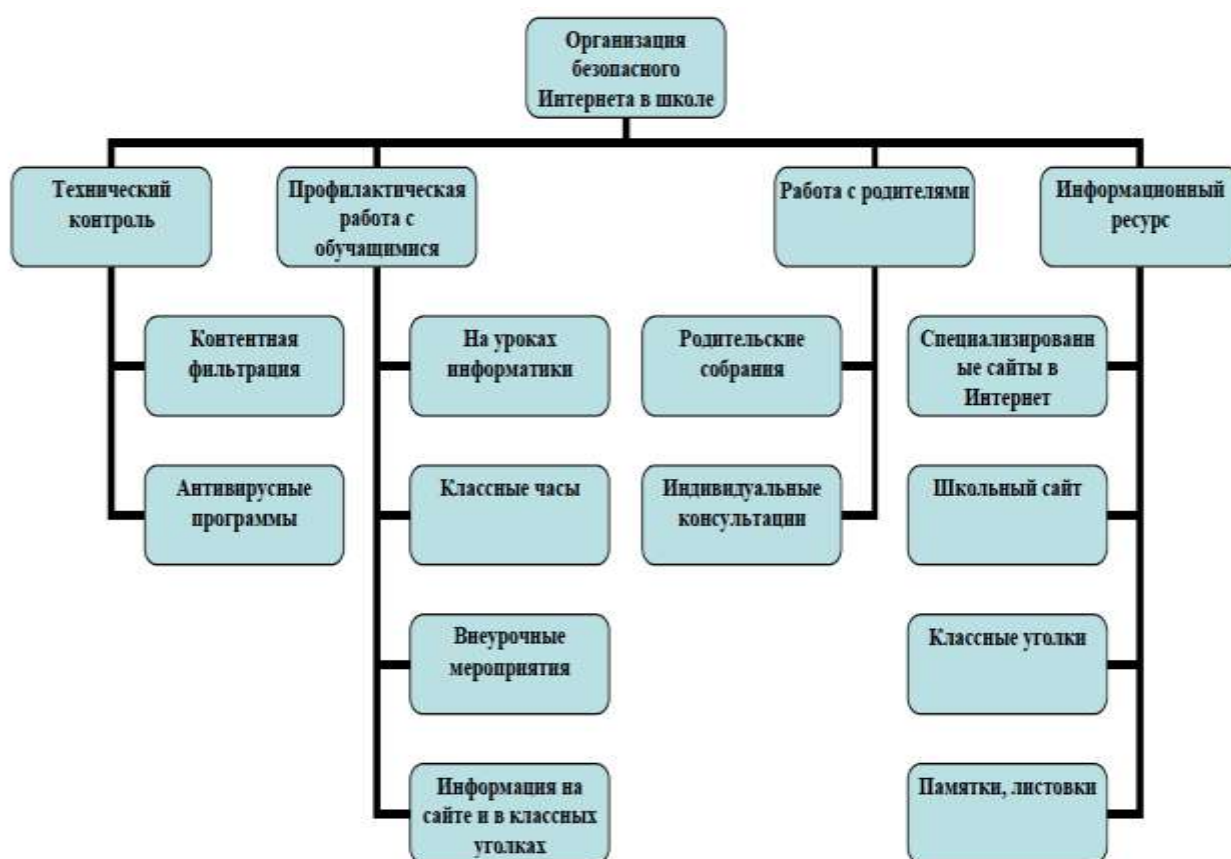 Организация
безопасного
Интернета в школе
Технический
контроль
Профилактическая
работа с
обучащимися
Работа с родителями
Информационный
ресурс
Контентная
фильтрация
На уроках
информатики
Родительские
собрания
Специализированн
ые сайты в
Интернет
Антивирусные
программы
Классные часы
Индивидуальные
консультации
Школьный сайт
Внеурочные
мероприятия
Классные уголки
Информация на
сайте и в классных
уголках
Памятки, листовки